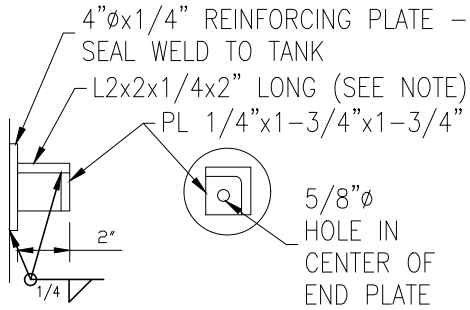 4"øx1/4" REINFORCING PLATE –
SEAL WELD TO TANK
L2x2x1/4x2" LONG (SEE NOTE)
PL 1/4"x1-3/4"x1-3/4"
5/8"ø
HOLE IN
CENTER OF
END PLATE
2"
1/4